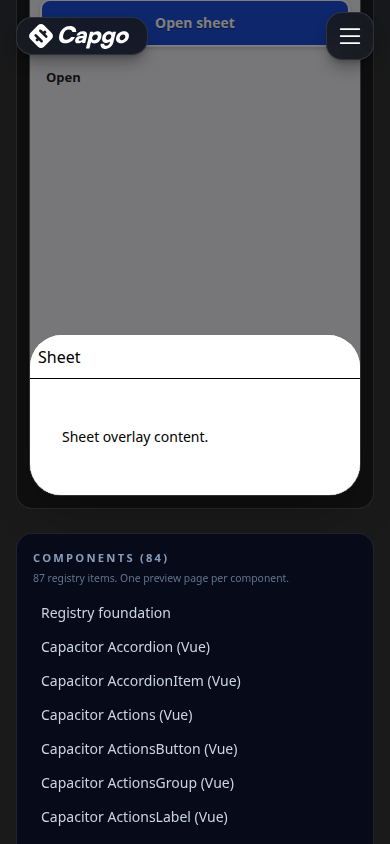 Open sheet
Capgo
Open
Sheet
Sheet overlay content.
COMPONENTS (84)
87 registry items. One preview page per component.
Registry foundation
Capacitor Accordion (Vue)
Capacitor AccordionItem (Vue)
Capacitor Actions (Vue)
Capacitor ActionsButton (Vue)
Capacitor ActionsGroup (Vue)
Capacitor ActionsLabel (Vue)